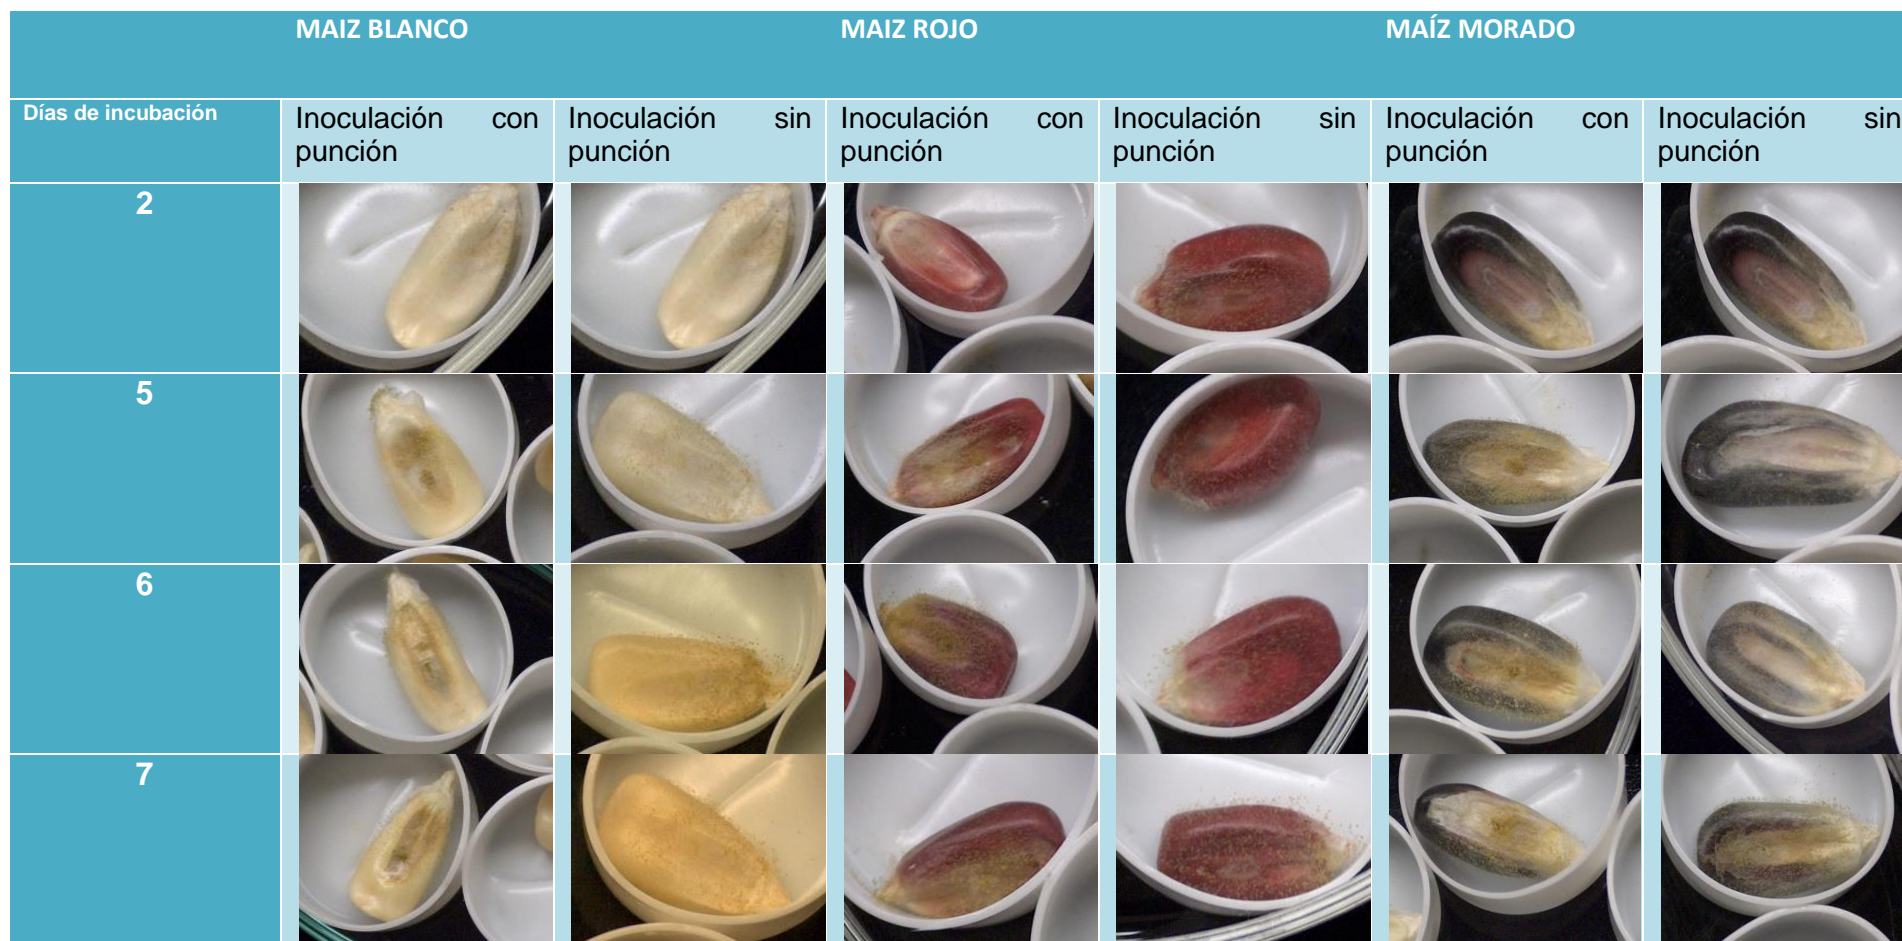 MAIZ BLANCO MAIZ ROJO MAÍZ MORADO
Días de incubación
Inoculación con
punción
Inoculación sin
punción
Inoculación con
punción
Inoculación sin
punción
Inoculación con
punción
Inoculación sin
punción
2
5
6
7